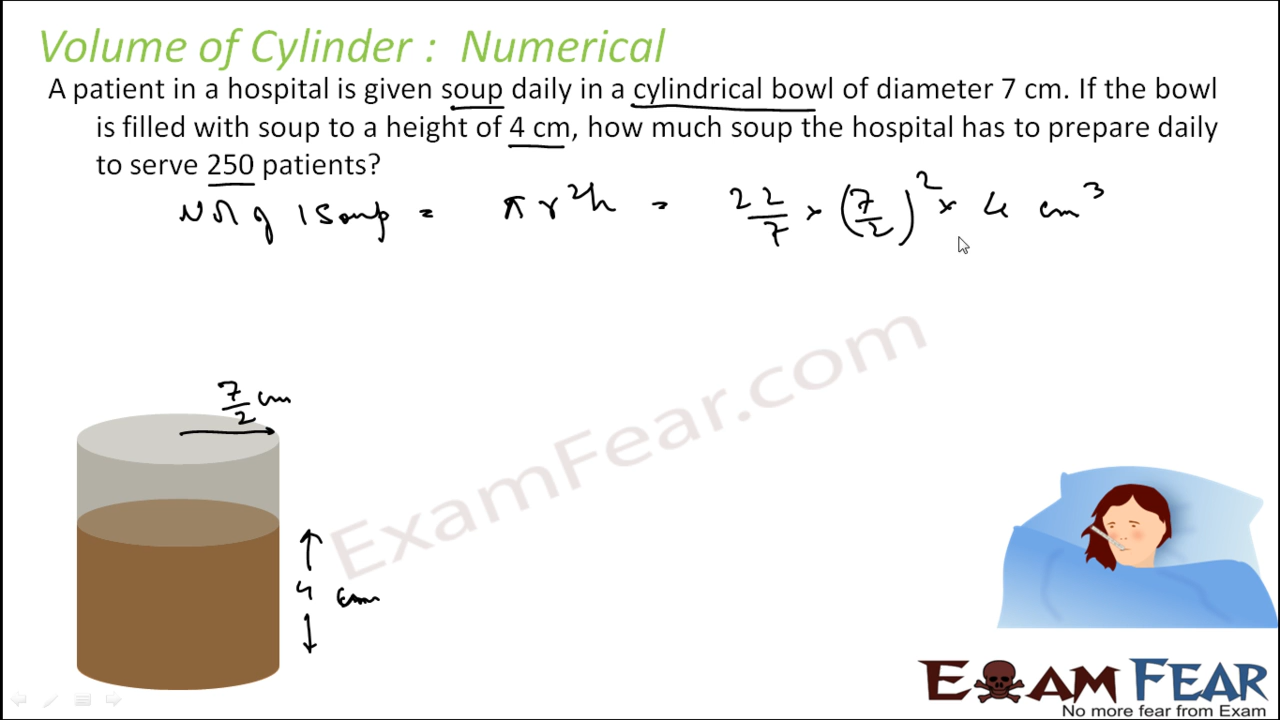 Volume of Cylinder : Numerical
A patient in a hospital is given soup daily in a cylindrical bowl of diameter 7 cm. If the bowl
is filled with soup to a height of 4 cm, how much soup the hospital has to prepare daily
to serve 250 patients?
1 Soup = πr²h = 22/7 × (7/2)² × 4 cm³
7/2 cm
4 cm
ExamFear.com
EXAM FEAR
No more fear from Exam